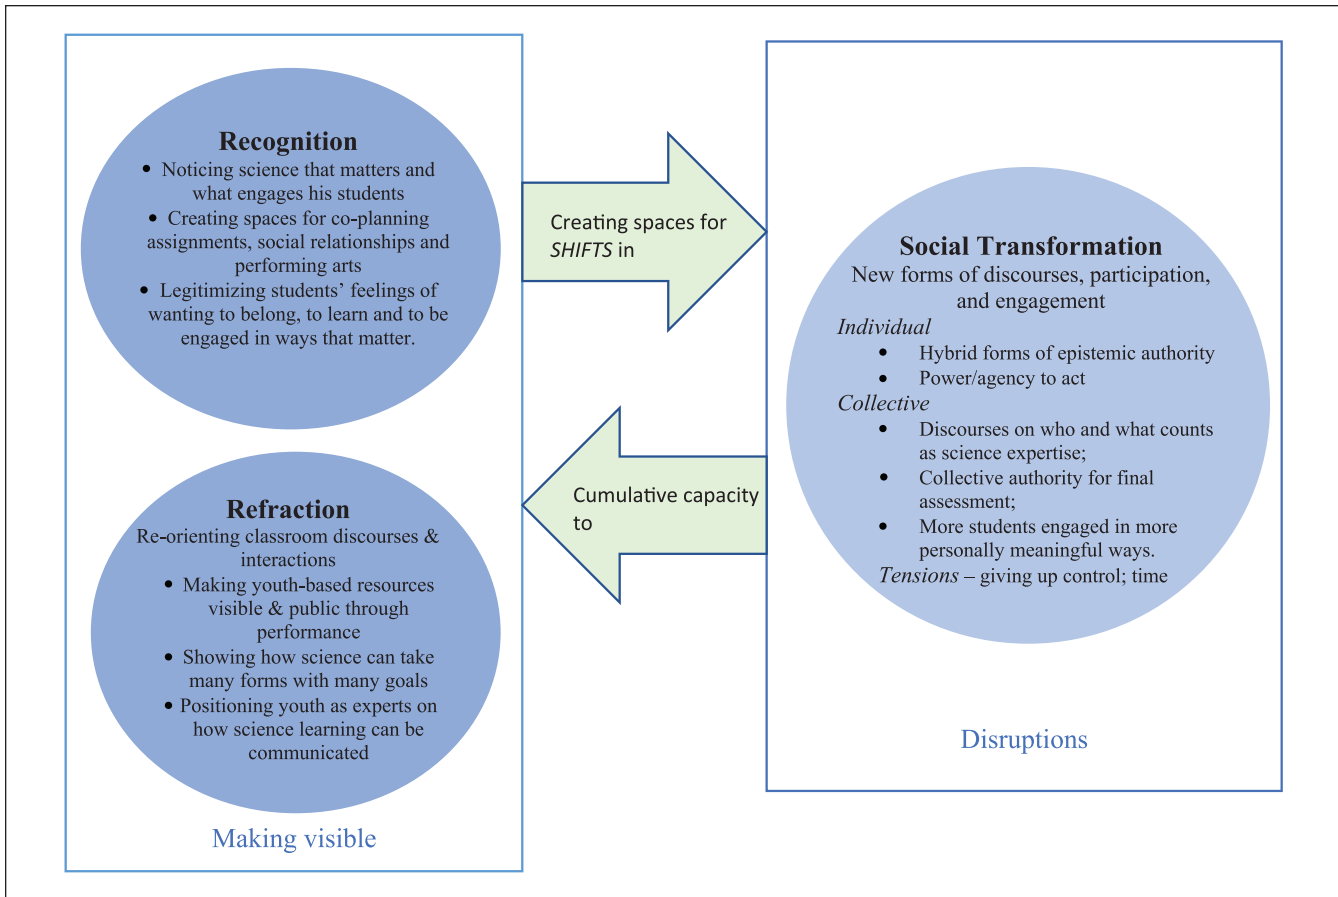 Recognition
• Noticing science that matters and
what engages his students
• Creating spaces for co-planning
assignments, social relationships and
performing arts
• Legitimizing students’ feelings of
wanting to belong, to learn and to be
engaged in ways that matter.
Refraction
Re-orienting classroom discourses &
interactions
• Making youth-based resources
visible & public through
performance
• Showing how science can take
many forms with many goals
• Positioning youth as experts on
how science learning can be
communicated
Making visible
Creating spaces for
SHIFTS in
Cumulative capacity
to
Social Transformation
New forms of discourses, participation,
and engagement
Individual
• Hybrid forms of epistemic authority
• Power/agency to act
Collective
• Discourses on who and what counts
as science expertise;
• Collective authority for final
assessment;
• More students engaged in more
personally meaningful ways.
Tensions – giving up control; time
Disruptions